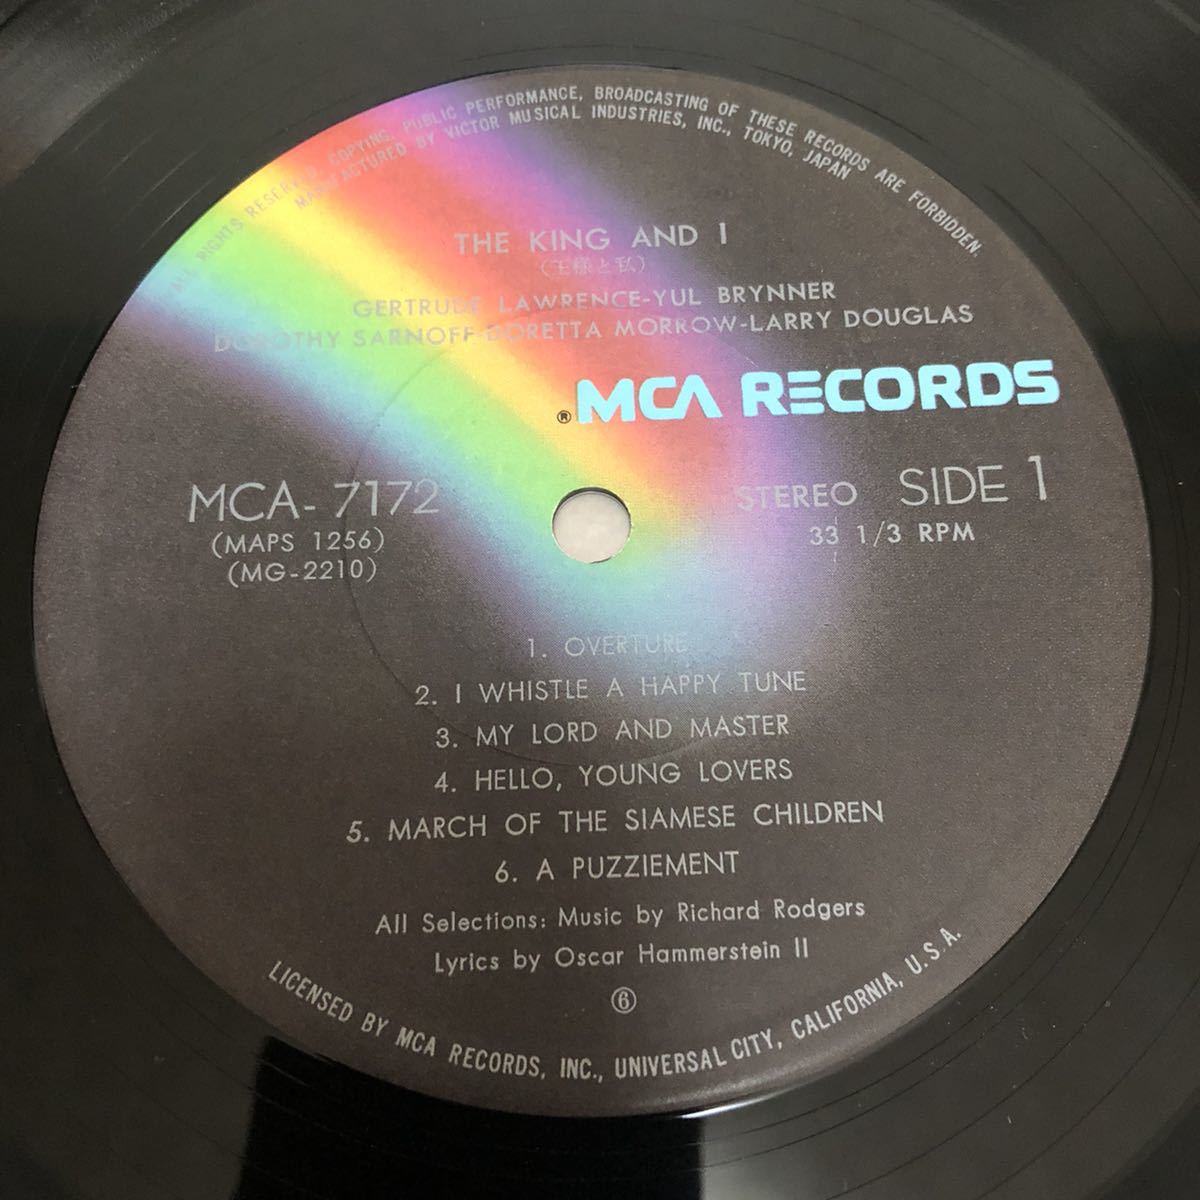 ALL RIGHTS RESERVED. COPYING, PUBLIC PERFORMANCE, BROADCASTING OF THESE RECORDS ARE FORBIDDEN.
MANUFACTURED BY VICTOR MUSICAL INDUSTRIES, INC., TOKYO, JAPAN
THE KING AND I
(王様と私)
GERTRUDE LAWRENCE-YUL BRYNNER
DOROTHY SARNOFF-DORETTA MORROW-LARRY DOUGLAS
® MCA RECORDS
MCA-7172
(MAPS 1256)
(MG-2210)
STEREO SIDE 1
33 1/3 RPM
1. OVERTURE
2. I WHISTLE A HAPPY TUNE
3. MY LORD AND MASTER
4. HELLO, YOUNG LOVERS
5. MARCH OF THE SIAMESE CHILDREN
6. A PUZZIEMENT
All Selections: Music by Richard Rodgers
Lyrics by Oscar Hammerstein II
⑥
LICENSED BY MCA RECORDS, INC., UNIVERSAL CITY, CALIFORNIA, U.S.A.